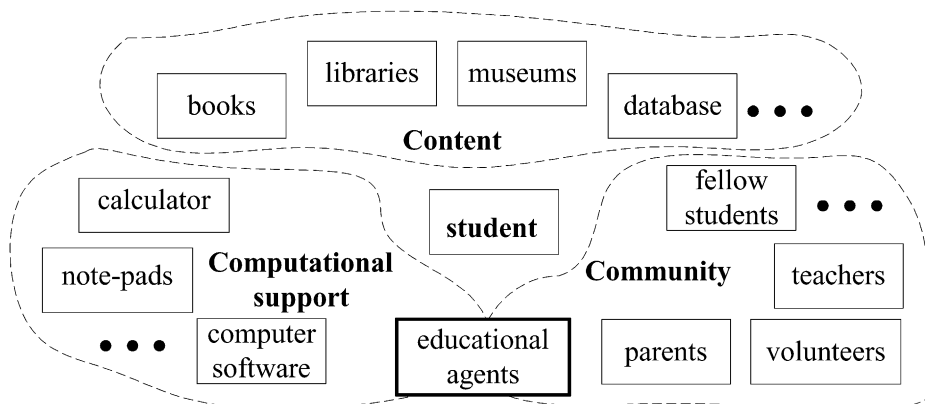 libraries
museums
books
database
Content
calculator
fellow
students
student
note-pads
Computational
support
Community
teachers
computer
software
educational
agents
parents
volunteers